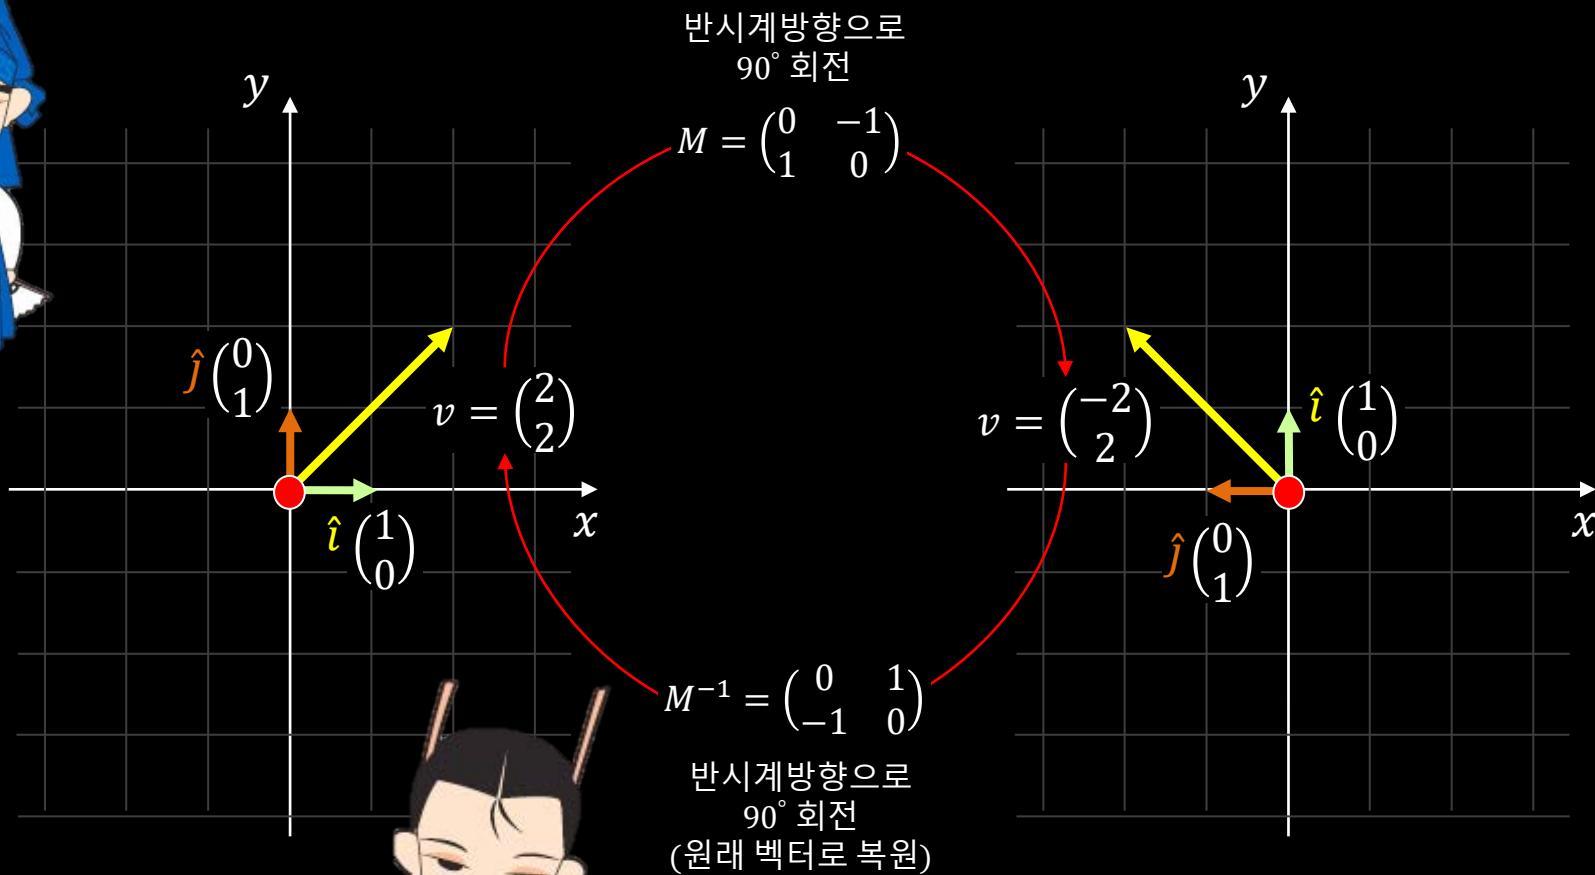 반시계방향으로
90° 회전
M = (0 −1
1 0)
y
y
ĵ (0
1)
v = (2
2)
v = (−2
2)
î (1
0)
x
x
î (1
0)
ĵ (0
1)
M⁻¹ = (0 1
−1 0)
반시계방향으로
90° 회전
(원래 벡터로 복원)